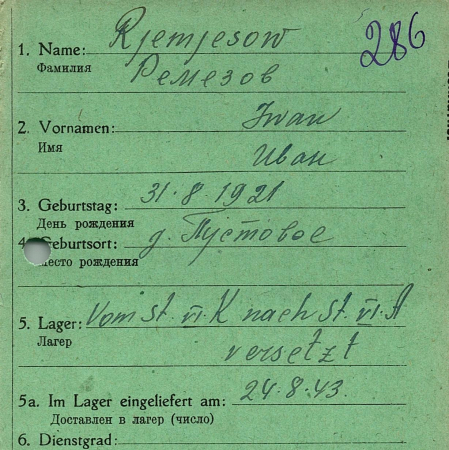 286
1. Name: Rjemjesow
Фамилия Ремезов
2. Vornamen: Iwan
Имя Иван
3. Geburtstag: 31.8.1921
День рождения
4. Geburtsort: д. Пустовое
место рождения
5. Lager: Vom St. VI.K nach St. VI.A
Лагер versetzt
5a. Im Lager eingeliefert am: 24.8.43.
Доставлен в лагер (число)
6. Dienstgrad: